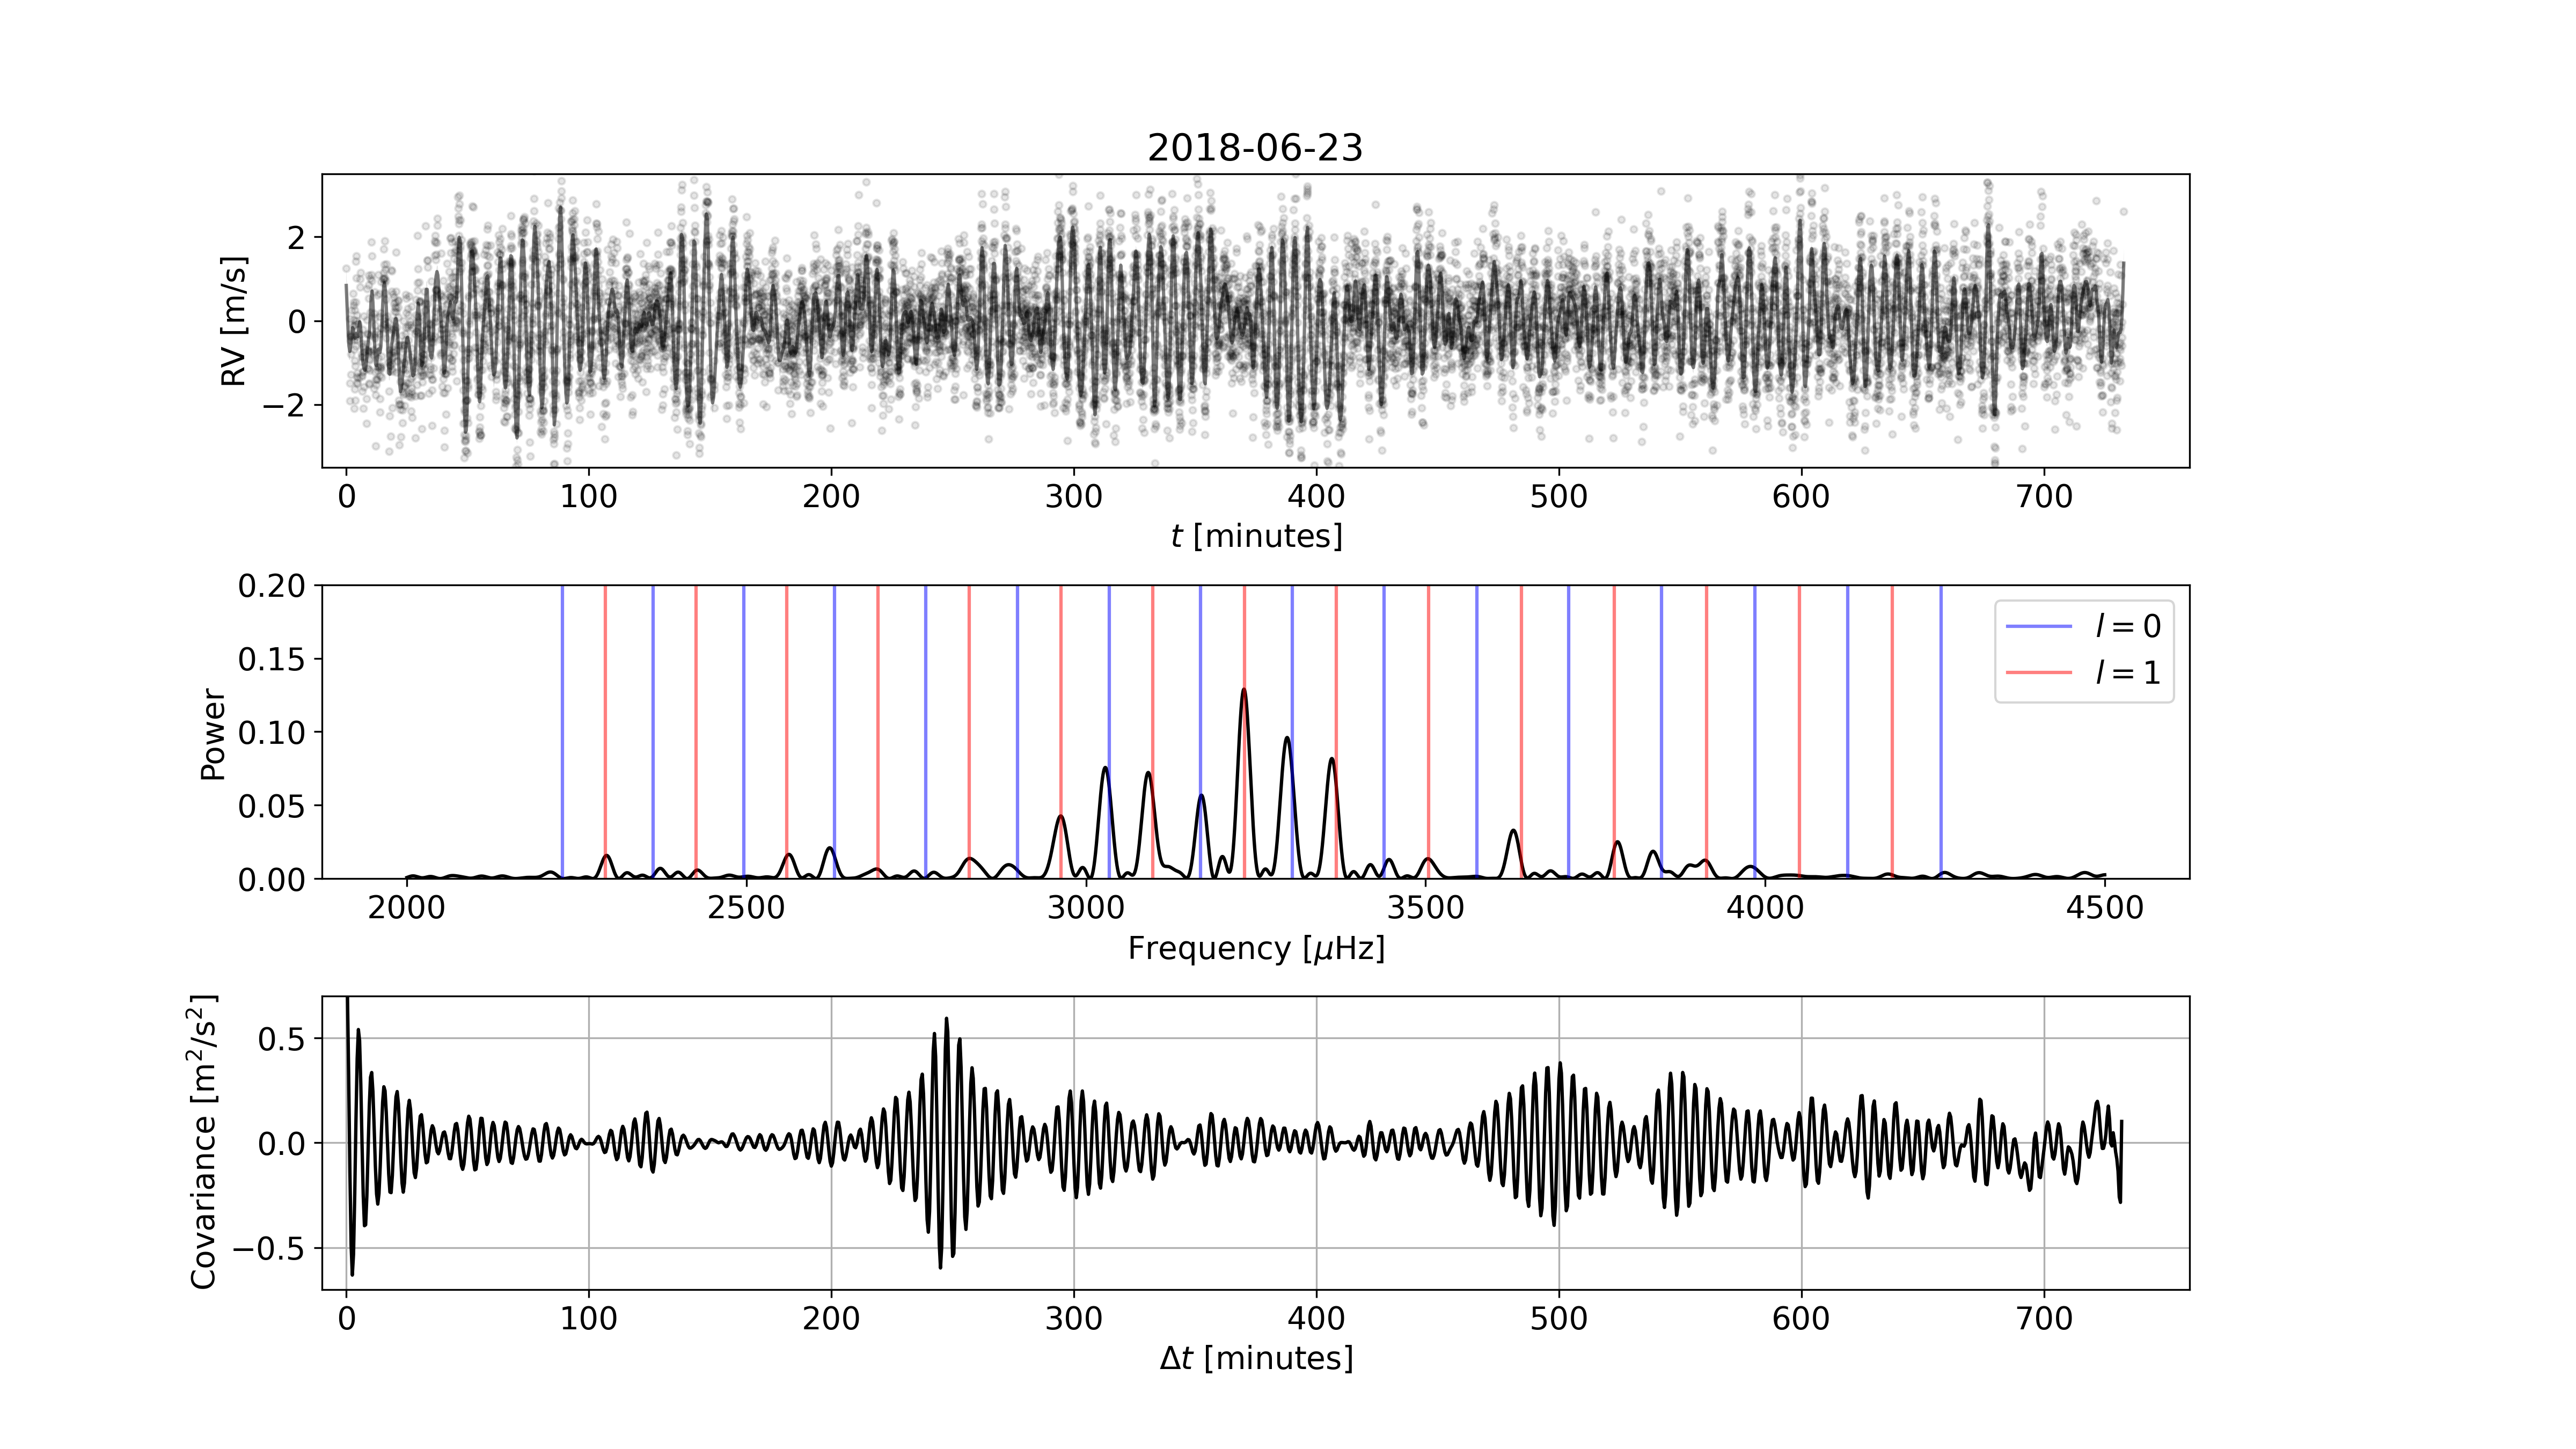 2018-06-23
RV [m/s]
2
0
−2
0 100 200 300 400 500 600 700
t [minutes]
Power
0.20
0.15
0.10
0.05
0.00
l = 0
l = 1
2000 2500 3000 3500 4000 4500
Frequency [μHz]
Covariance [m²/s²]
0.5
0.0
−0.5
0 100 200 300 400 500 600 700
Δt [minutes]